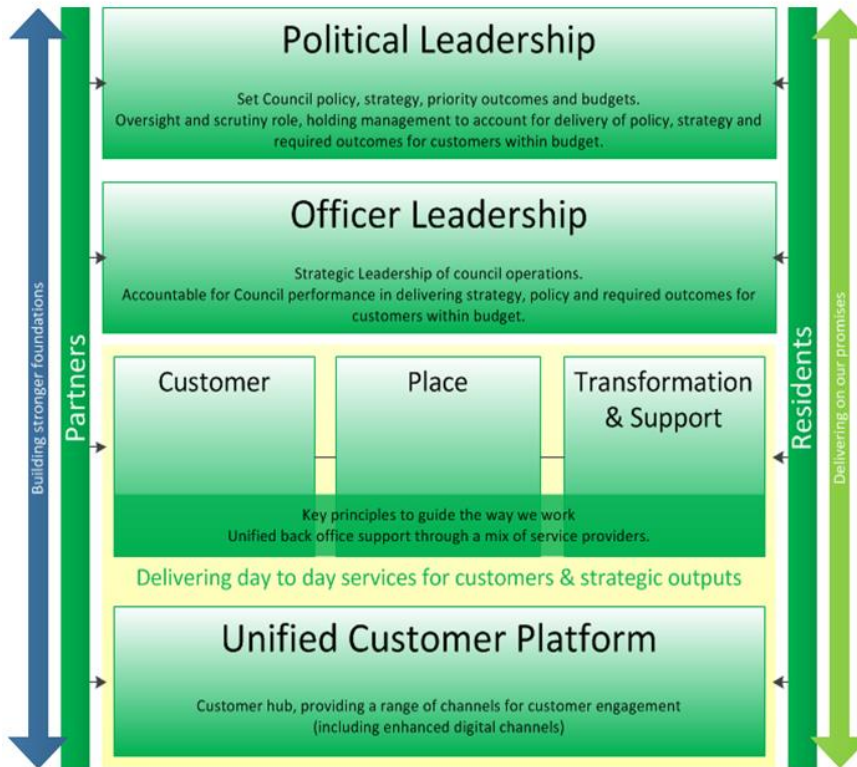 Political Leadership
Set Council policy, strategy, priority outcomes and budgets.
Oversight and scrutiny role, holding management to account for delivery of policy, strategy and
required outcomes for customers within budget.
Officer Leadership
Strategic Leadership of council operations.
Accountable for Council performance in delivering strategy, policy and required outcomes for
customers within budget.
Building stronger foundations
Partners
Customer
Place
Transformation
& Support
Residents
Delivering on our promises
Key principles to guide the way we work
Unified back office support through a mix of service providers.
Delivering day to day services for customers & strategic outputs
Unified Customer Platform
Customer hub, providing a range of channels for customer engagement
(including enhanced digital channels)